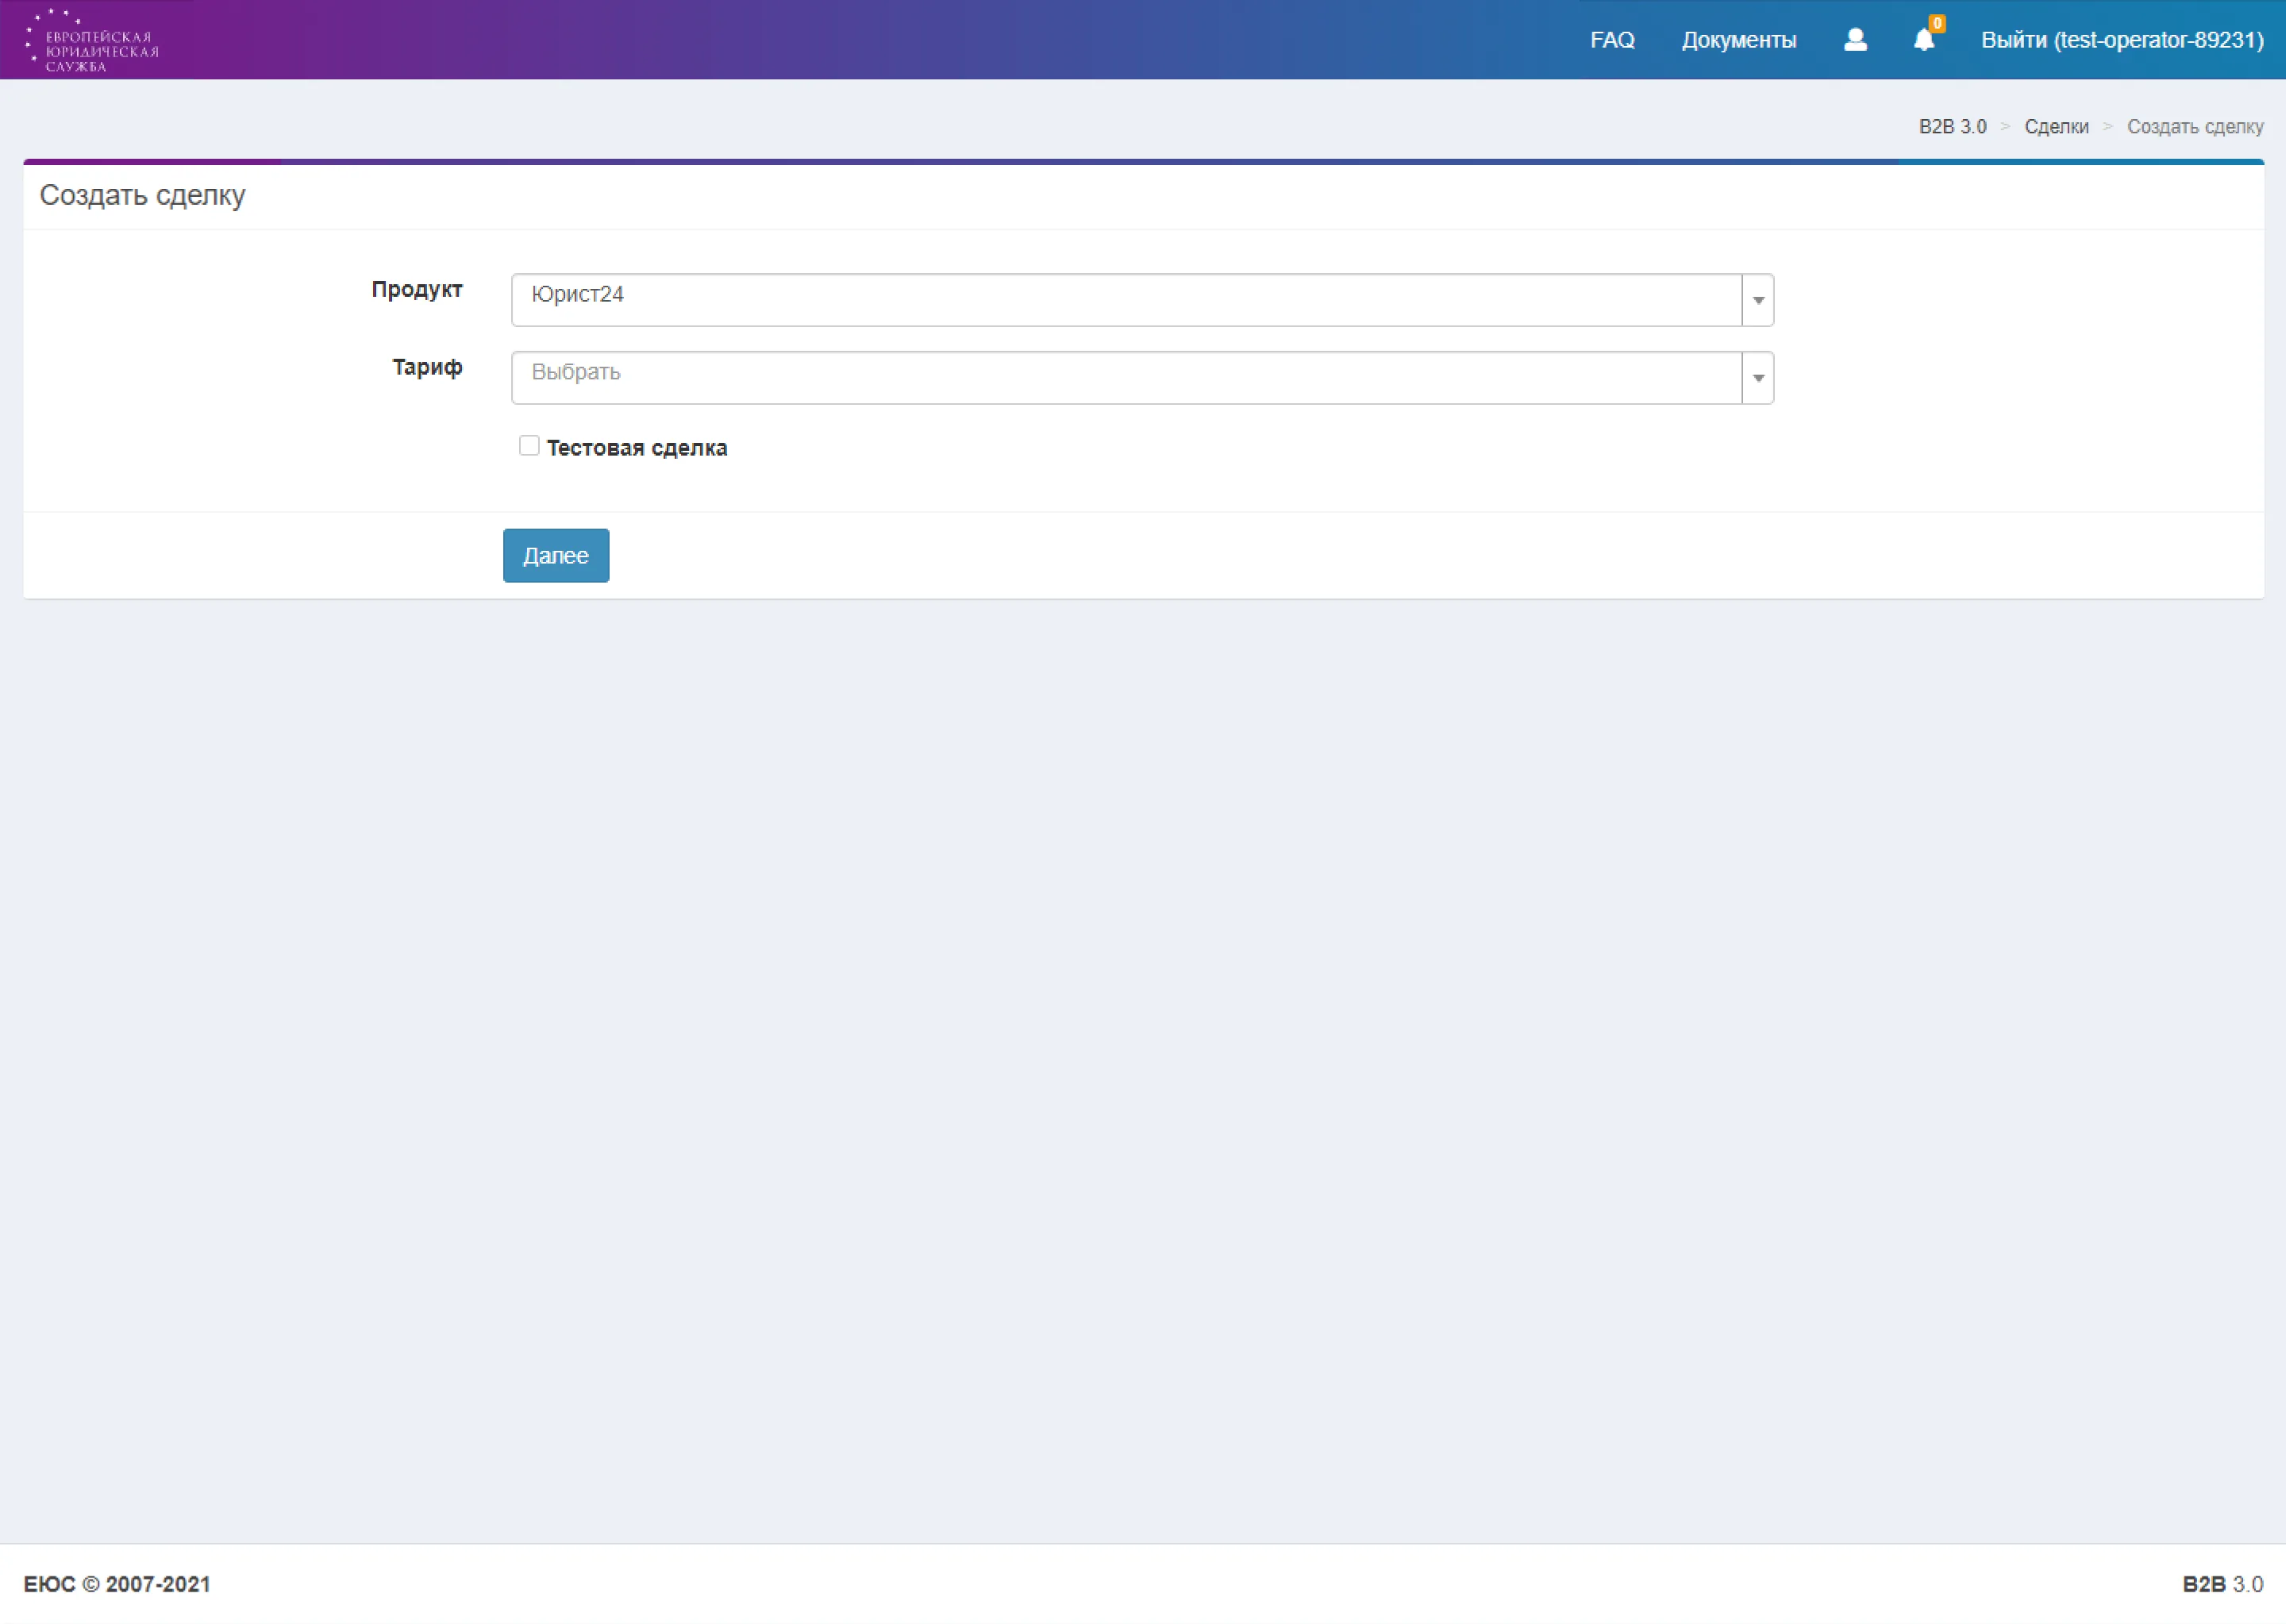 ЕВРОПЕЙСКАЯ
ЮРИДИЧЕСКАЯ
СЛУЖБА
FAQ Документы 0 Выйти (test-operator-89231)
B2B 3.0 > Сделки > Создать сделку
Создать сделку
Продукт Юрист24
Тариф Выбрать
Тестовая сделка
Далее
ЕЮС © 2007-2021 B2B 3.0